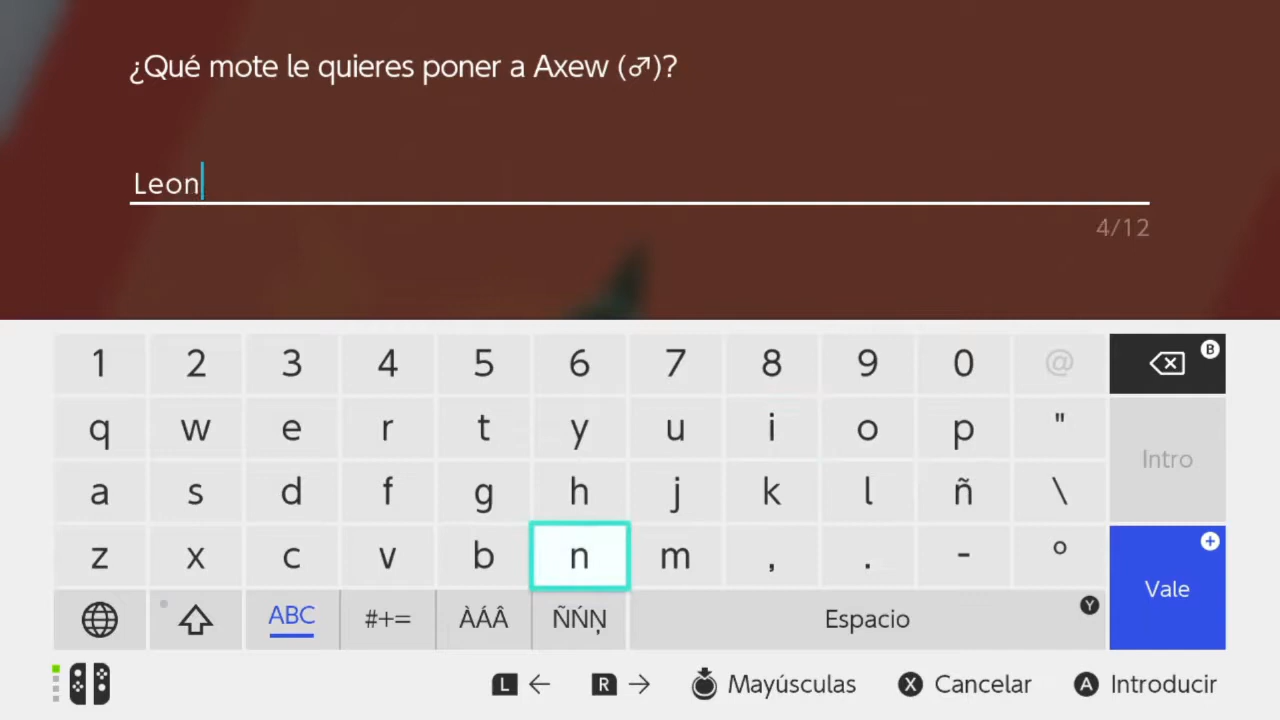 ¿Qué mote le quieres poner a Axew (♂)?
Leon
4/12
1 2 3 4 5 6 7 8 9 0 @ B
q w e r t y u i o p "
Intro
a s d f g h j k l ñ \
z x c v b n m , . - º +
Vale
ABC #+= ÀÁÂ ÑŃŅ Espacio Y
L ← R → Mayúsculas X Cancelar A Introducir